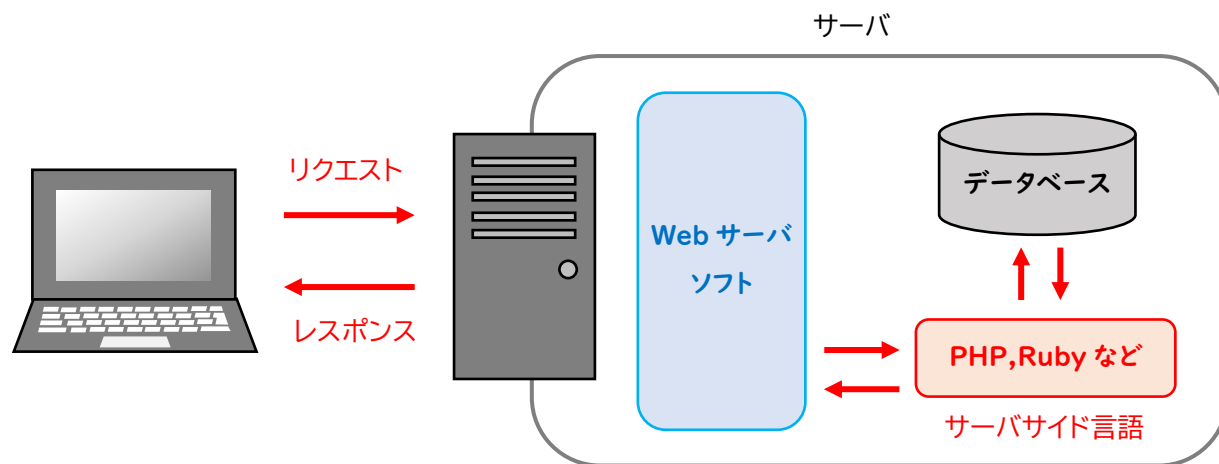 サーバ
リクエスト
レスポンス
Web サーバ
ソフト
データベース
PHP,Ruby など
サーバサイド言語